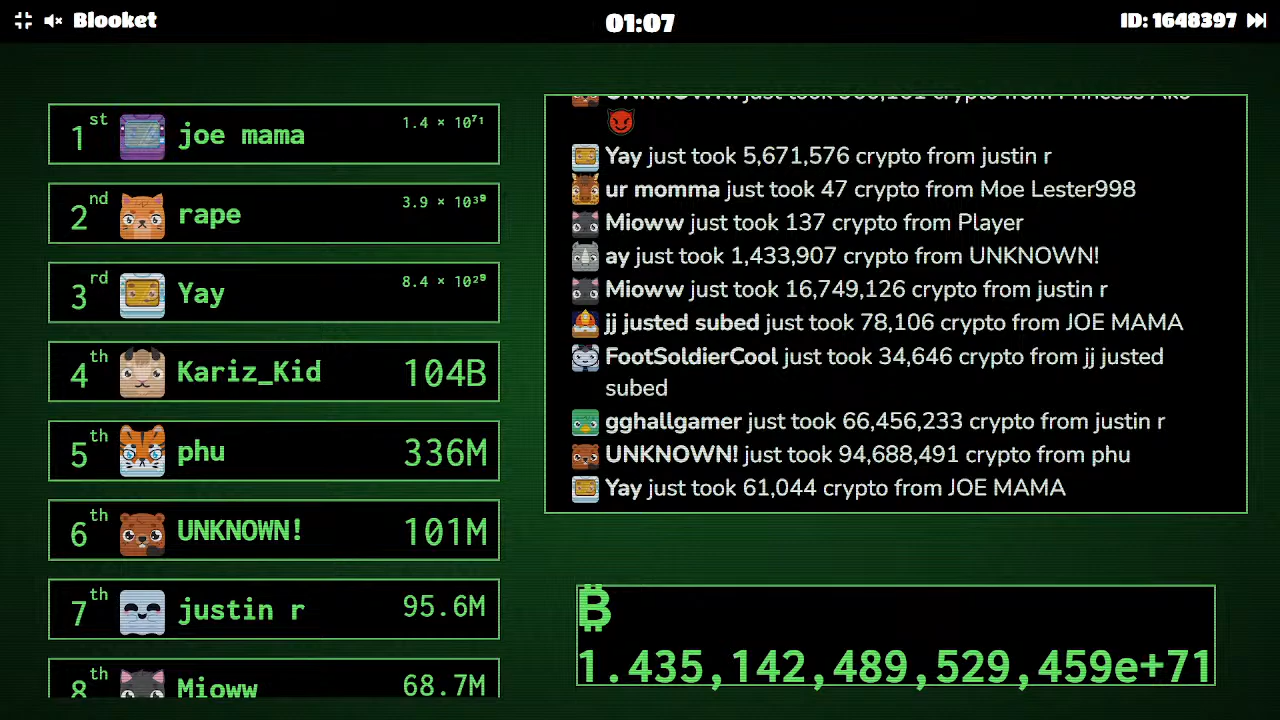 Blooket
01:07
ID: 1648397
1st joe mama 1.4 × 10⁷¹
2nd rape 3.9 × 10³⁸
3rd Yay 8.4 × 10²⁹
4th Kariz_Kid 104B
5th phu 336M
6th UNKNOWN! 101M
7th justin r 95.6M
8th Mioww 68.7M
Yay just took 5,671,576 crypto from justin r
ur momma just took 47 crypto from Moe Lester998
Mioww just took 137 crypto from Player
ay just took 1,433,907 crypto from UNKNOWN!
Mioww just took 16,749,126 crypto from justin r
jj justed subed just took 78,106 crypto from JOE MAMA
FootSoldierCool just took 34,646 crypto from jj justed
subed
gghallgamer just took 66,456,233 crypto from justin r
UNKNOWN! just took 94,688,491 crypto from phu
Yay just took 61,044 crypto from JOE MAMA
₿
1.435,142,489,529,459e+71